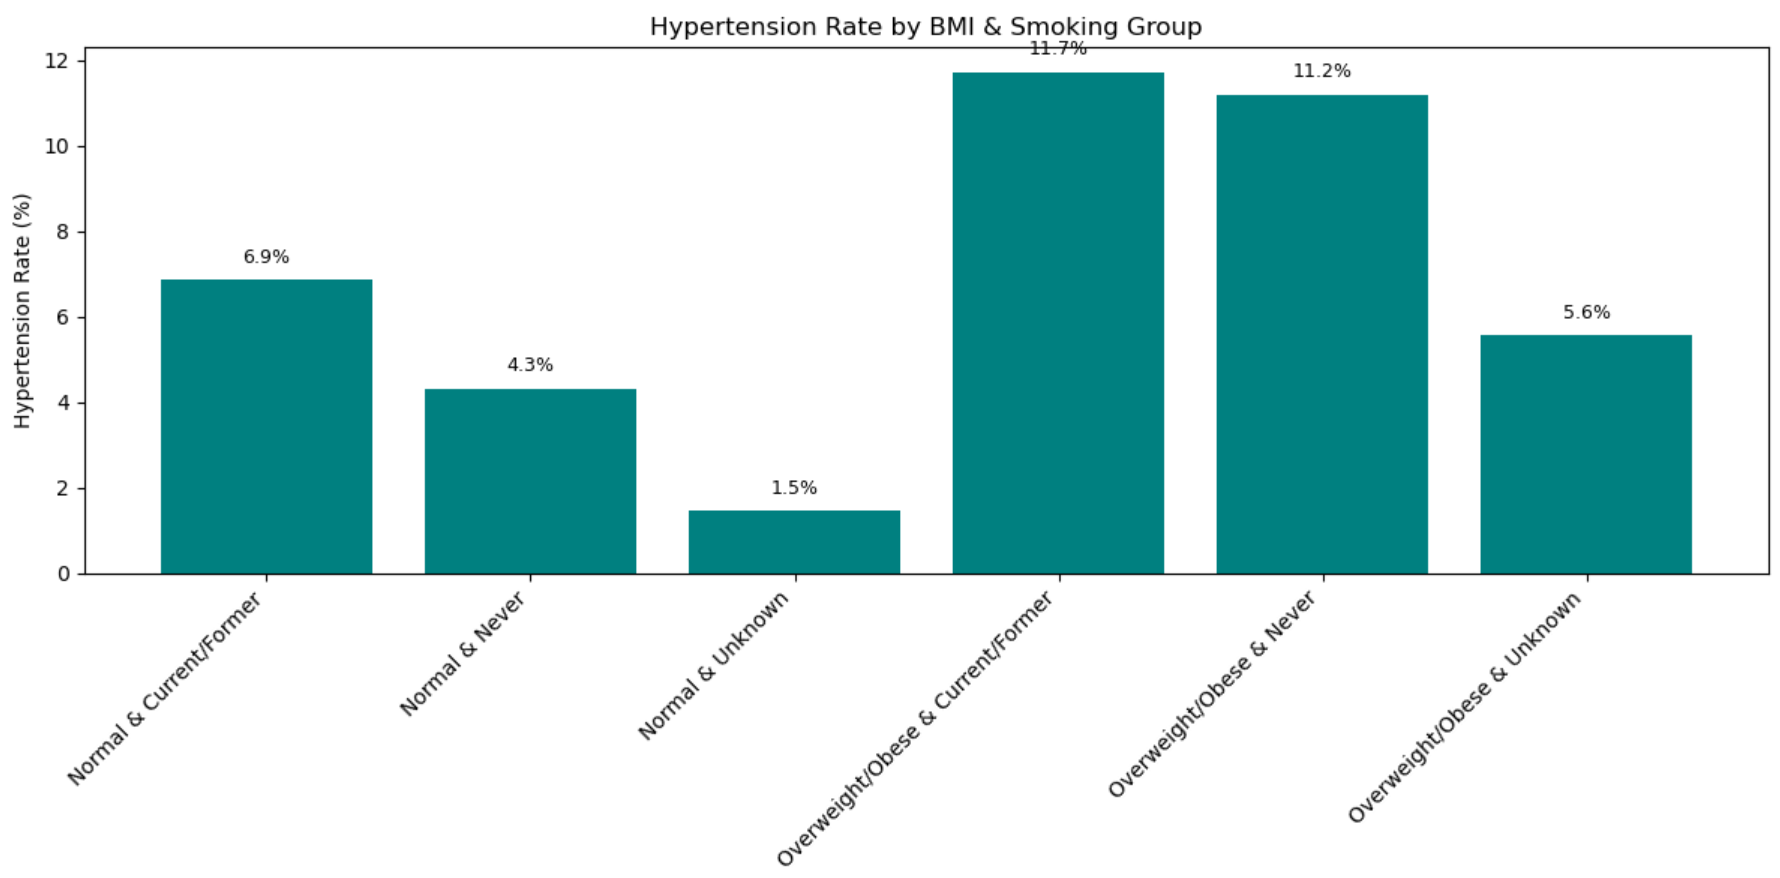 Hypertension Rate by BMI & Smoking Group
11.7%
12
11.2%
10
8
6.9%
6
5.6%
4.3%
4
2
1.5%
0
Hypertension Rate (%)
Normal & Current/Former
Normal & Never
Normal & Unknown
Overweight/Obese & Current/Former
Overweight/Obese & Never
Overweight/Obese & Unknown